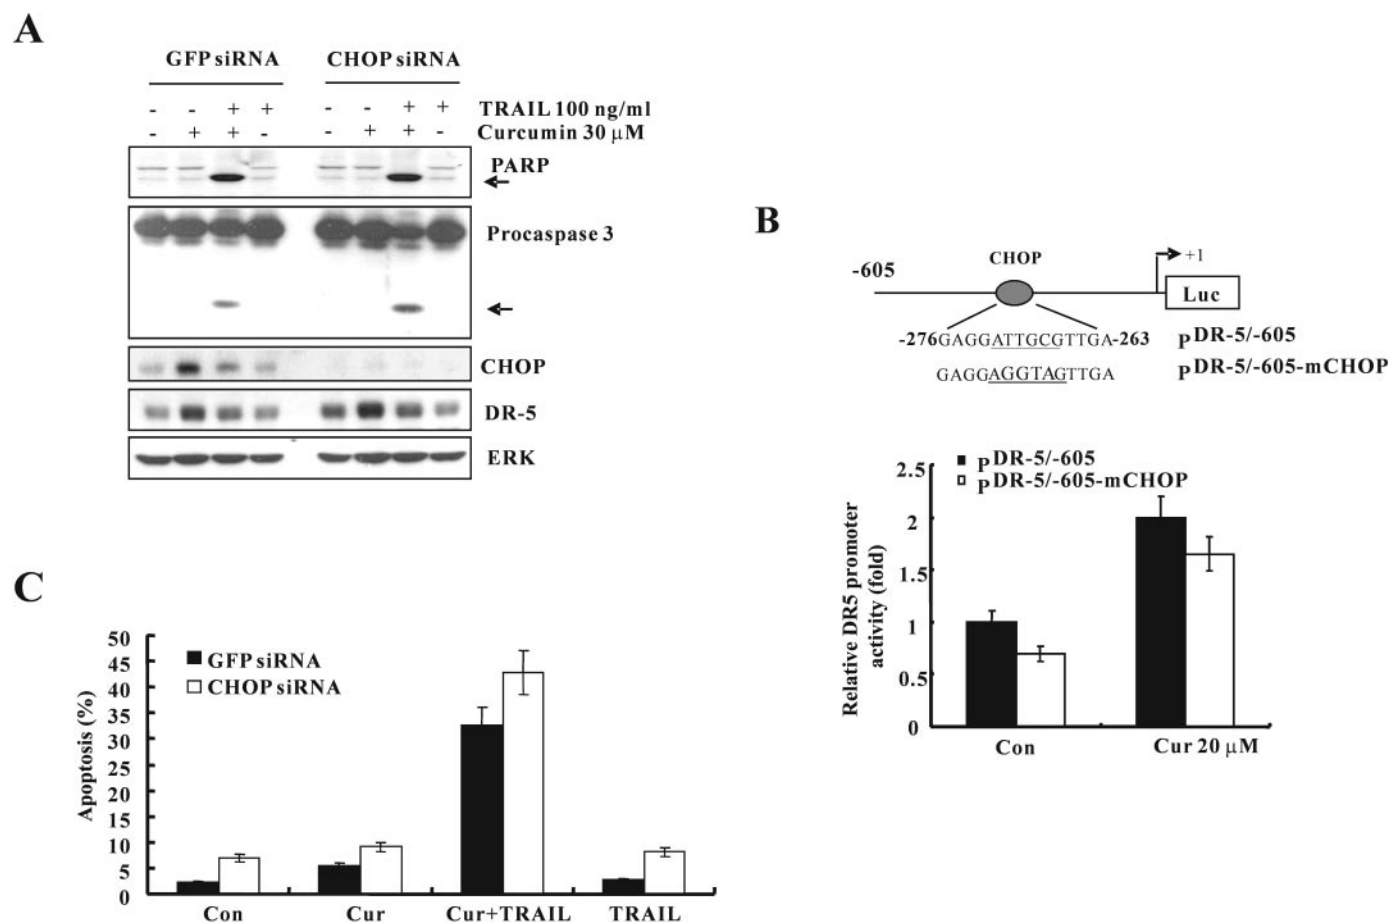 A
GFP siRNA CHOP siRNA
- - + + - - + + TRAIL 100 ng/ml
- + + - - + + - Curcumin 30 μM
PARP
Procaspase 3
CHOP
DR-5
ERK
B
-605 CHOP +1
Luc
-276GAGGATTGCGTTGA-263 pDR-5/-605
GAGGAGGTAGTTGA pDR-5/-605-mCHOP
pDR-5/-605
pDR-5/-605-mCHOP
Relative DR5 promoter
activity (fold)
2.5
2
1.5
1
0.5
0
Con Cur 20 μM
C
GFP siRNA
CHOP siRNA
Apoptosis (%)
50
45
40
35
30
25
20
15
10
5
0
Con Cur Cur+TRAIL TRAIL